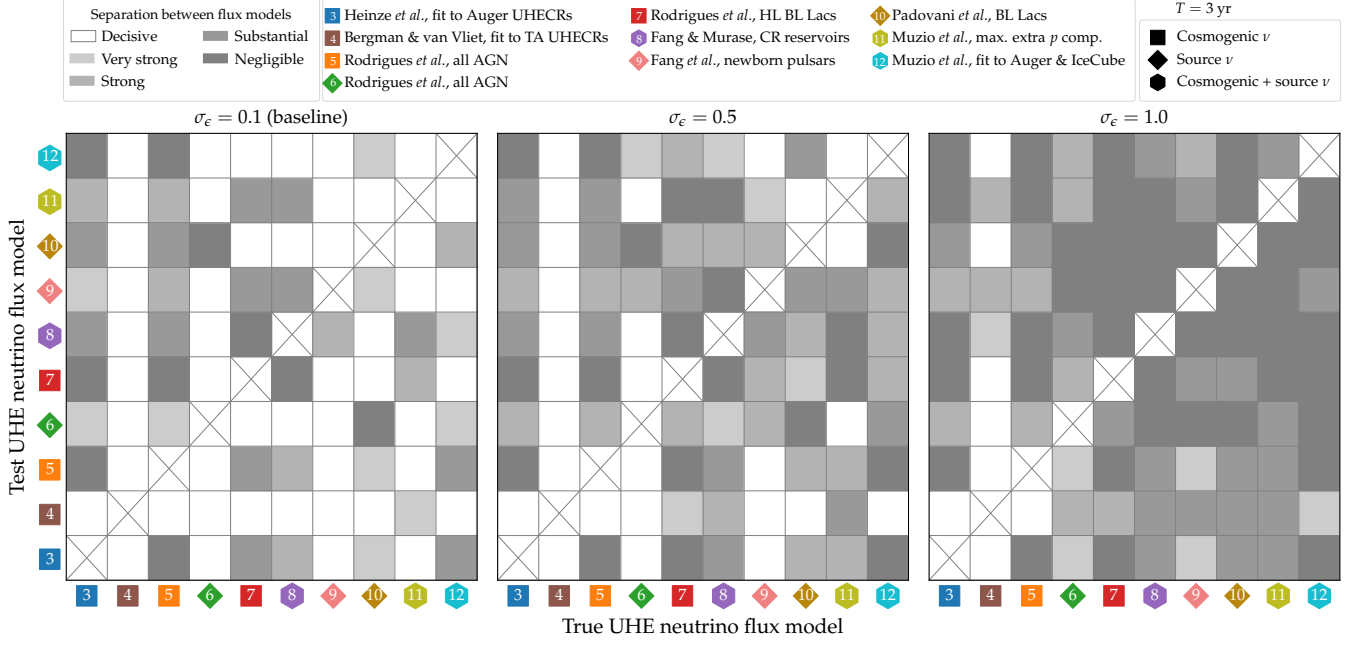 Separation between flux models
Decisive
Very strong
Strong
Substantial
Negligible
3 Heinze et al., fit to Auger UHECRs
4 Bergman & van Vliet, fit to TA UHECRs
5 Rodrigues et al., all AGN
6 Rodrigues et al., all AGN
7 Rodrigues et al., HL BL Lacs
8 Fang & Murase, CR reservoirs
9 Fang et al., newborn pulsars
10 Padovani et al., BL Lacs
11 Muzio et al., max. extra p comp.
12 Muzio et al., fit to Auger & IceCube
T = 3 yr
Cosmogenic ν
Source ν
Cosmogenic + source ν
σϵ = 0.1 (baseline)
σϵ = 0.5
σϵ = 1.0
Test UHE neutrino flux model
12
11
10
9
8
7
6
5
4
3
3 4 5 6 7 8 9 10 11 12
3 4 5 6 7 8 9 10 11 12
3 4 5 6 7 8 9 10 11 12
True UHE neutrino flux model